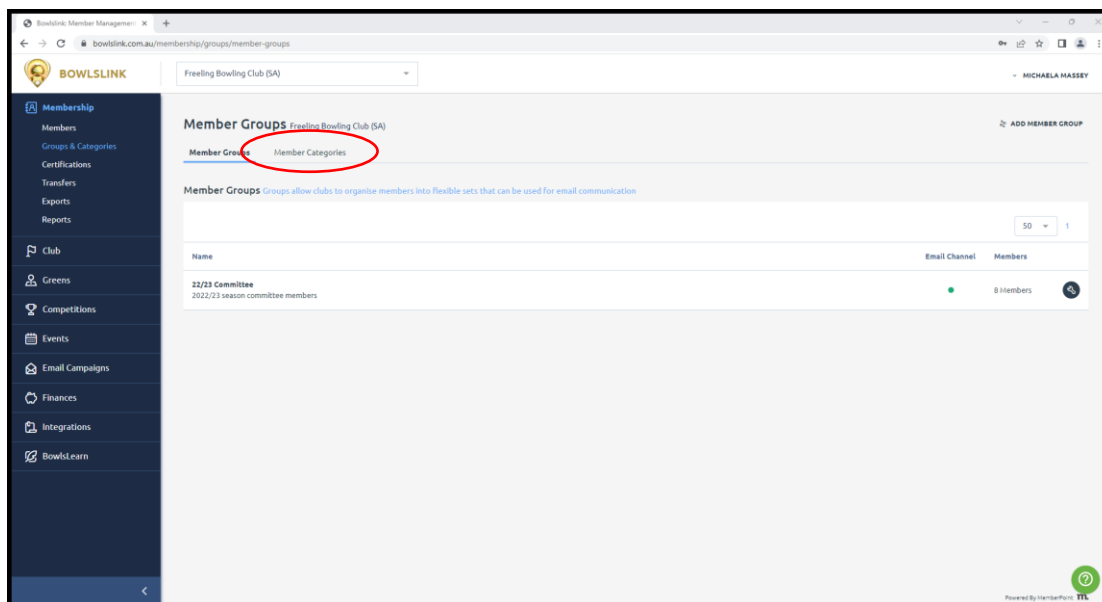 Bowlslink: Member Management
bowlslink.com.au/membership/groups/member-groups
BOWLSLINK
Freeling Bowling Club (SA)
MICHAELA MASSEY
Membership
Members
Groups & Categories
Certifications
Transfers
Exports
Reports
Club
Greens
Competitions
Events
Email Campaigns
Finances
Integrations
BowlsLearn
Member Groups Freeling Bowling Club (SA)
ADD MEMBER GROUP
Member Groups Member Categories
Member Groups Groups allow clubs to organise members into flexible sets that can be used for email communication
50 1
Name Email Channel Members
22/23 Committee
2022/23 season committee members
8 Members
Powered By MemberPoint m.